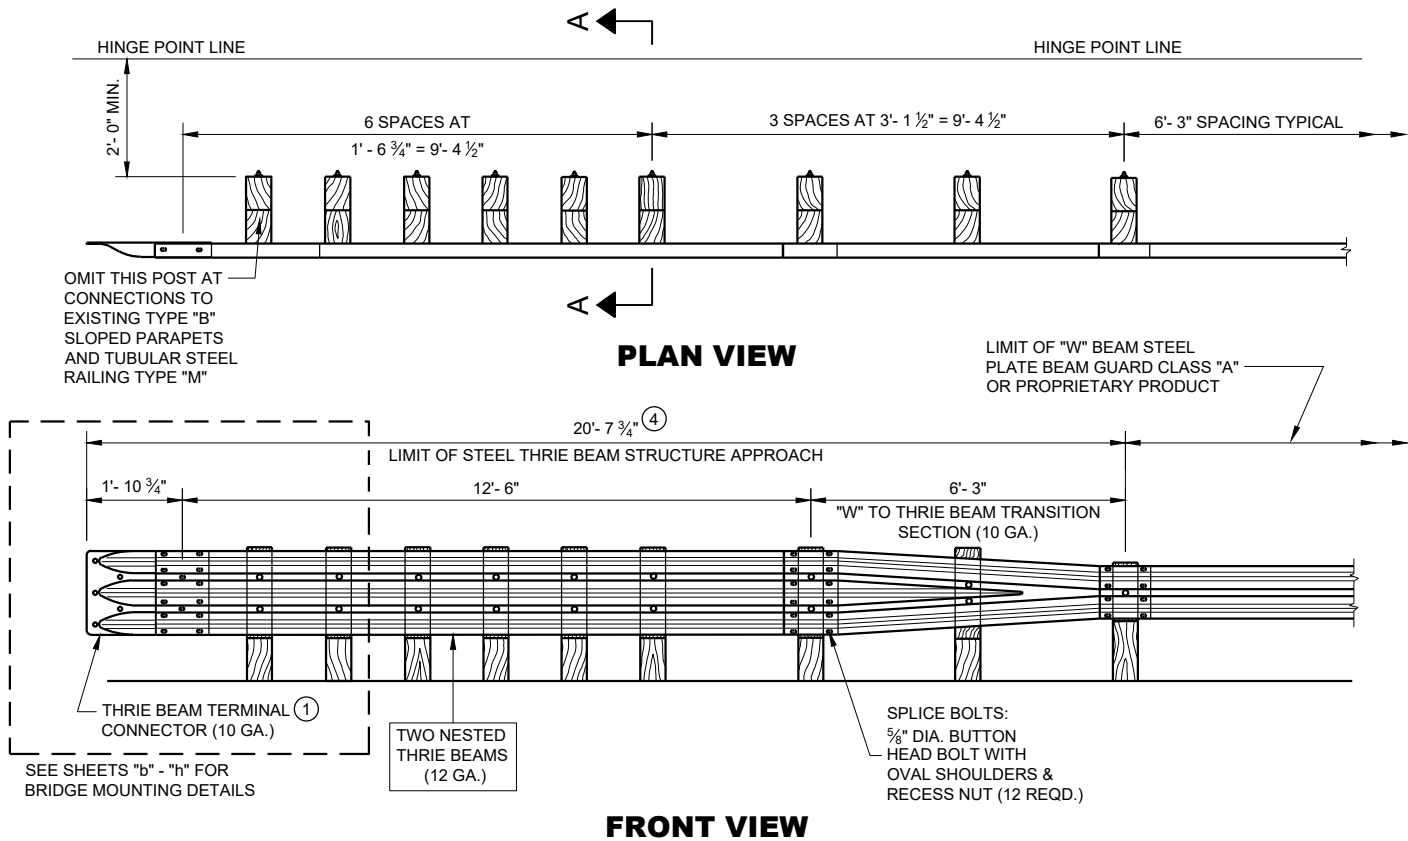 A
HINGE POINT LINE
HINGE POINT LINE
2'- 0" MIN.
6 SPACES AT
1' - 6 ¾" = 9'- 4 ½"
3 SPACES AT 3'- 1 ½" = 9'- 4 ½"
6'- 3" SPACING TYPICAL
OMIT THIS POST AT
CONNECTIONS TO
EXISTING TYPE "B"
SLOPED PARAPETS
AND TUBULAR STEEL
RAILING TYPE "M"
A
PLAN VIEW
LIMIT OF "W" BEAM STEEL
PLATE BEAM GUARD CLASS "A"
OR PROPRIETARY PRODUCT
20'- 7 ¾" 4
LIMIT OF STEEL THRIE BEAM STRUCTURE APPROACH
1'- 10 ¾"
12'- 6"
6'- 3"
"W" TO THRIE BEAM TRANSITION
SECTION (10 GA.)
THRIE BEAM TERMINAL 1
CONNECTOR (10 GA.)
TWO NESTED
THRIE BEAMS
(12 GA.)
SPLICE BOLTS:
⅝" DIA. BUTTON
HEAD BOLT WITH
OVAL SHOULDERS &
RECESS NUT (12 REQD.)
SEE SHEETS "b" - "h" FOR
BRIDGE MOUNTING DETAILS
FRONT VIEW